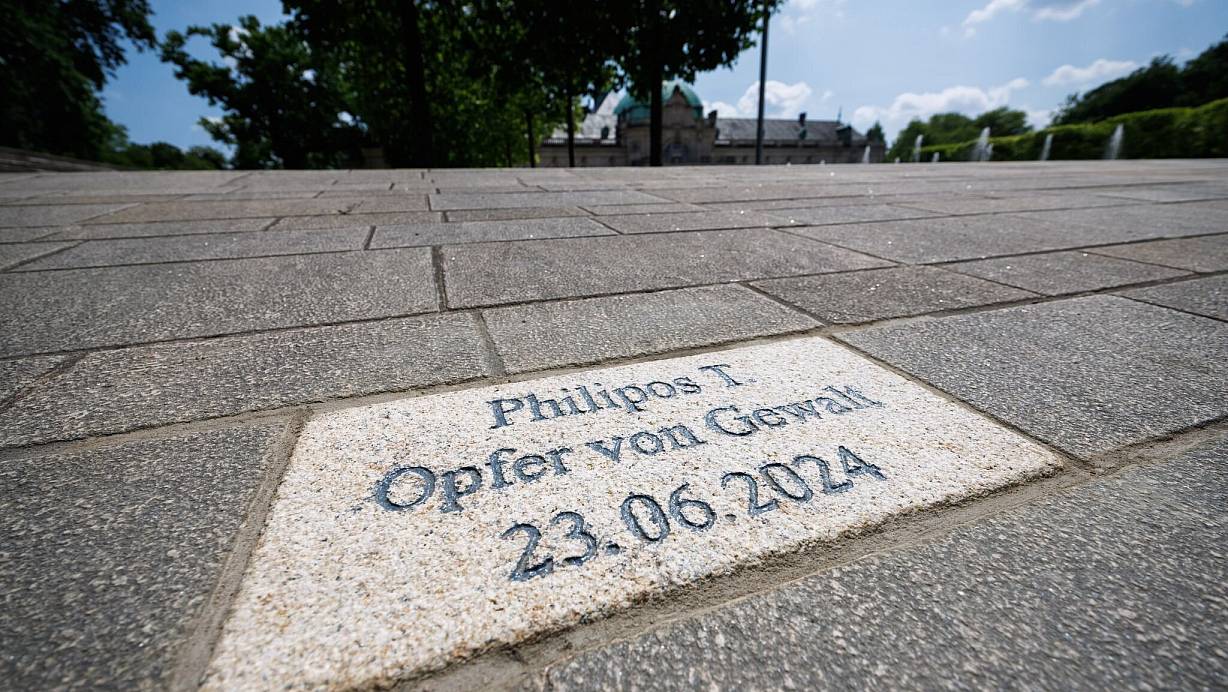 Philipos T.
Opfer von Gewalt
23.06.2024